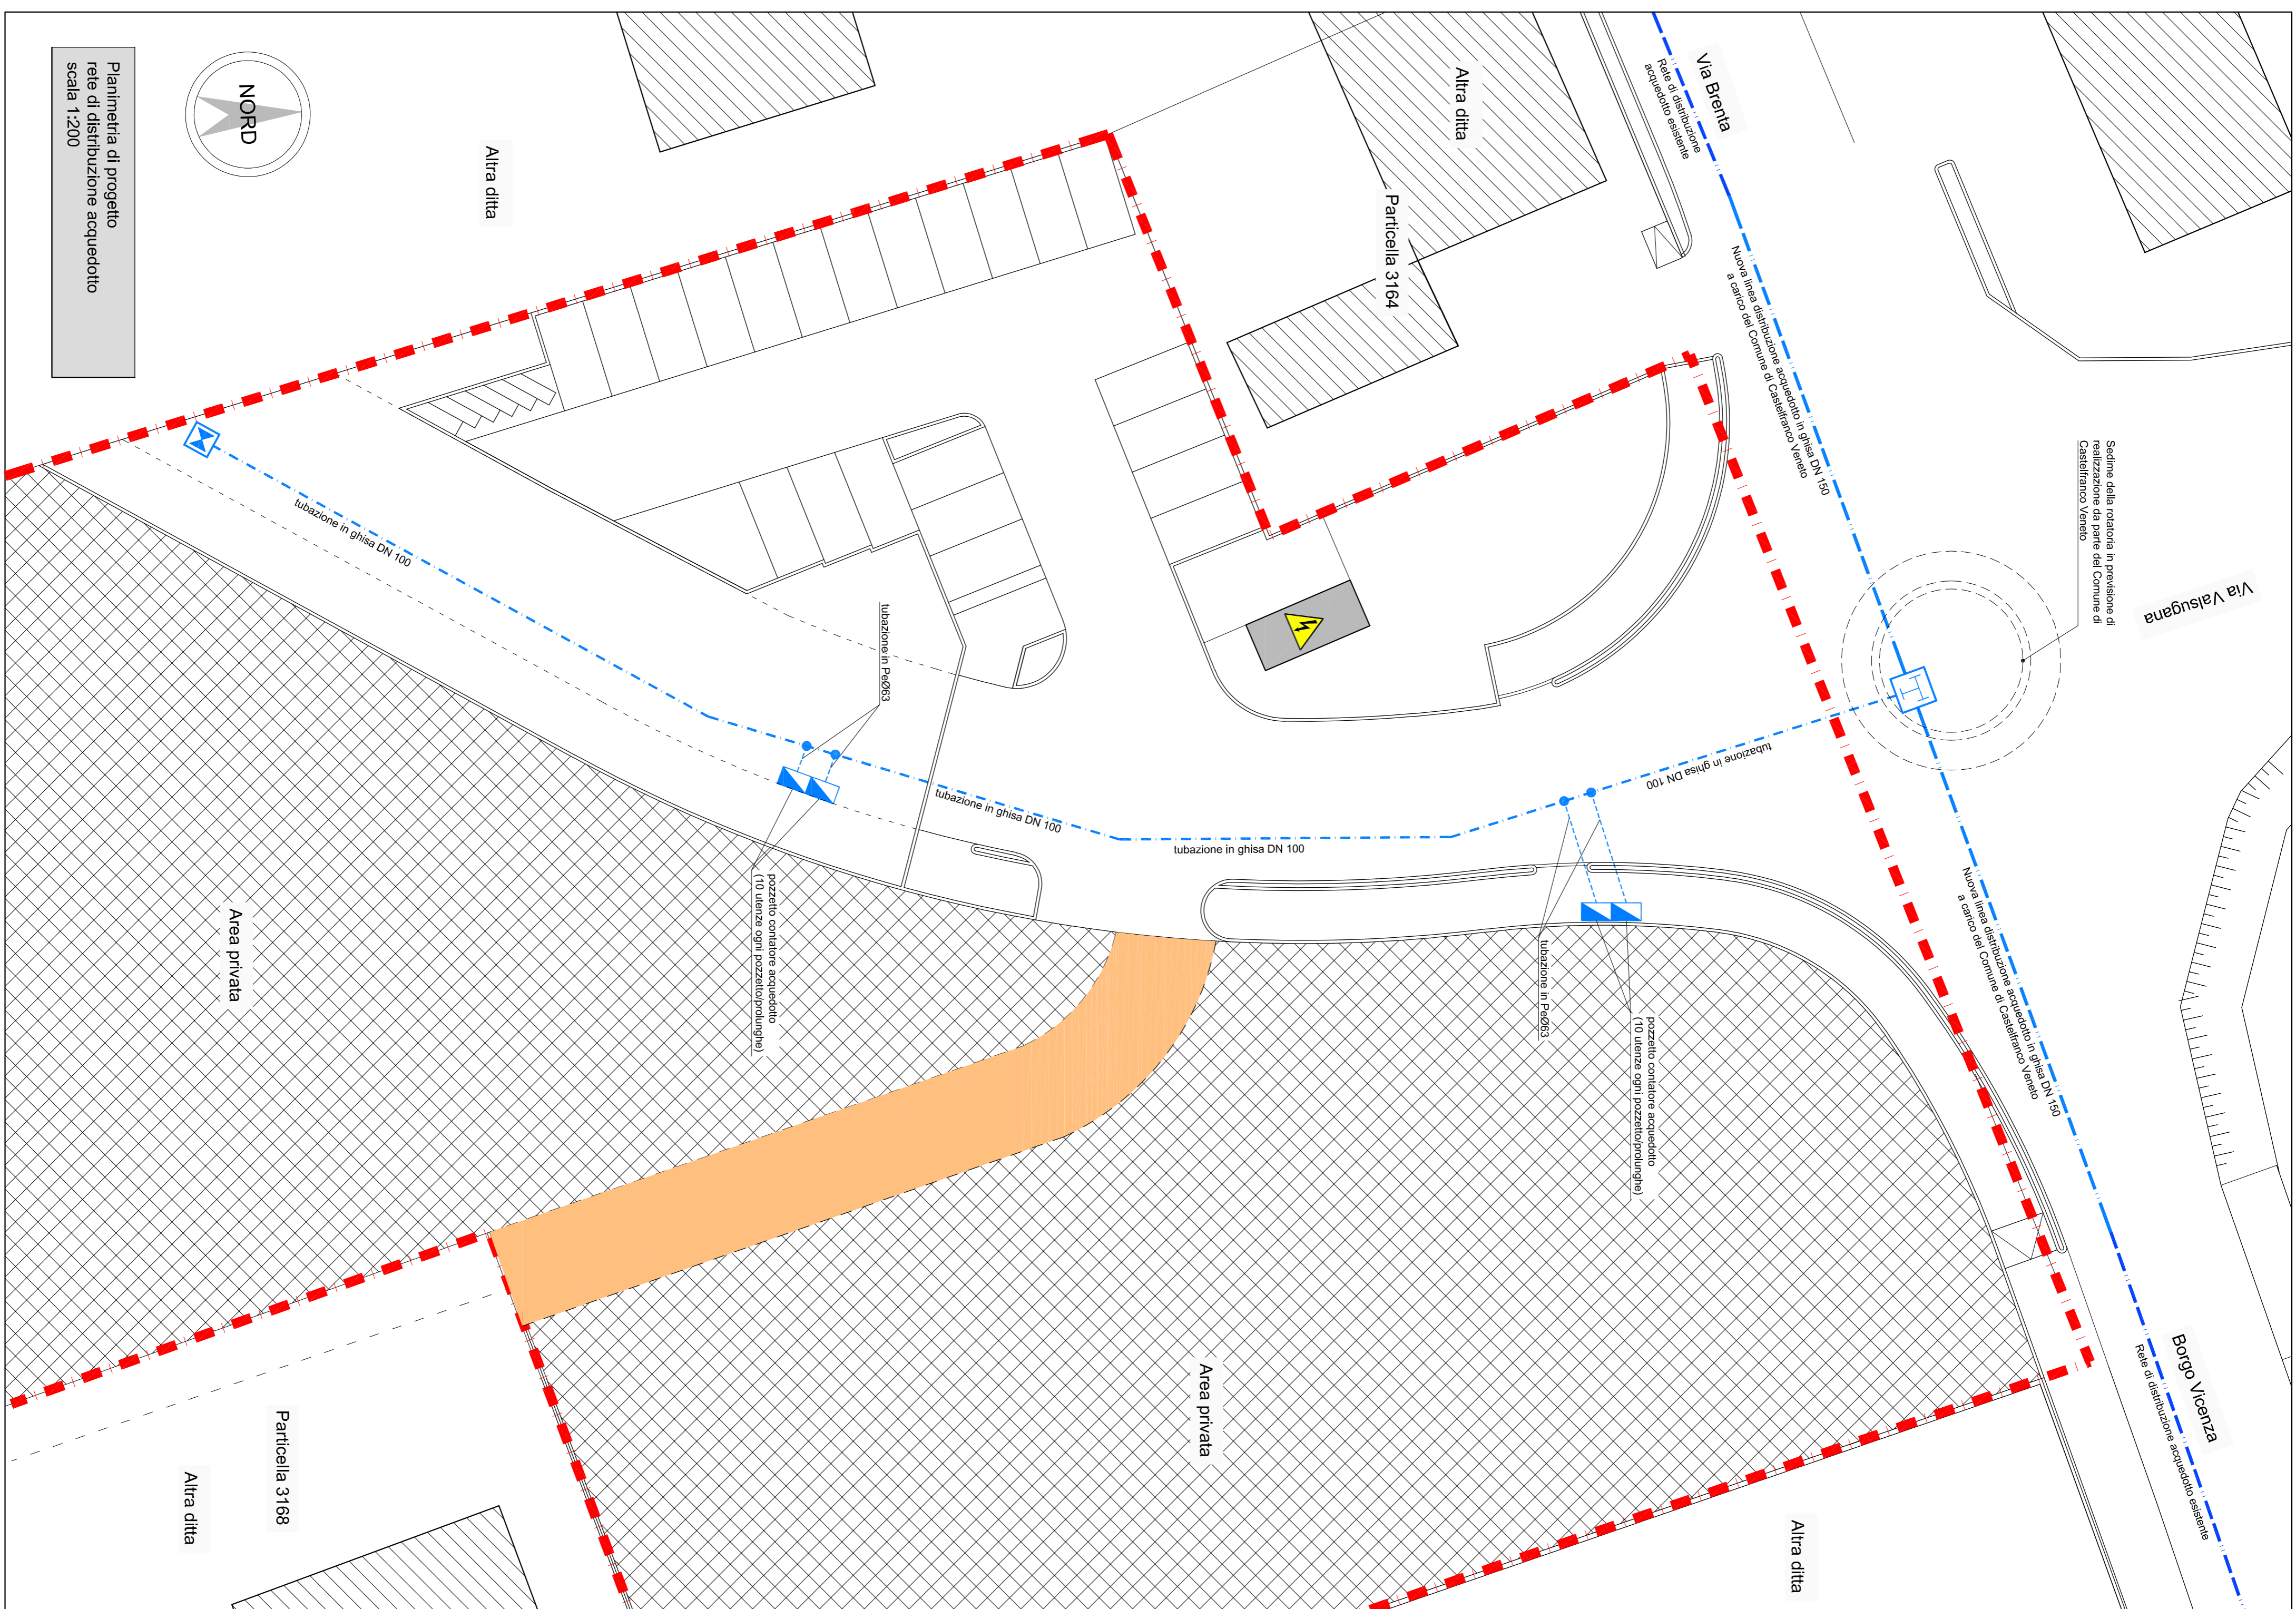 Planimetria di progetto
rete di distribuzione acquedotto
scala 1:200
NORD
Altra ditta
Altra ditta
Particella 3164
Via Brenta
Rete di distribuzione
acquedotto esistente
Nuova linea distribuzione acquedotto in ghisa DN 150
a carico del Comune di Castelfranco Veneto
Sedime della rotatoria in previsione di
realizzazione da parte del Comune di
Castelfranco Veneto
Via Valsugana
tubazione in ghisa DN 100
tubazione in PeØ63
tubazione in ghisa DN 100
tubazione in ghisa DN 100
tubazione in ghisa DN 100
pozzetto contatore acquedotto
(10 utenze ogni pozzetto/prolunghe)
tubazione in PeØ63
pozzetto contatore acquedotto
(10 utenze ogni pozzetto/prolunghe)
Nuova linea distribuzione acquedotto in ghisa DN 150
a carico del Comune di Castelfranco Veneto
Area privata
Area privata
Borgo Vicenza
Rete di distribuzione acquedotto esistente
Particella 3168
Altra ditta
Altra ditta